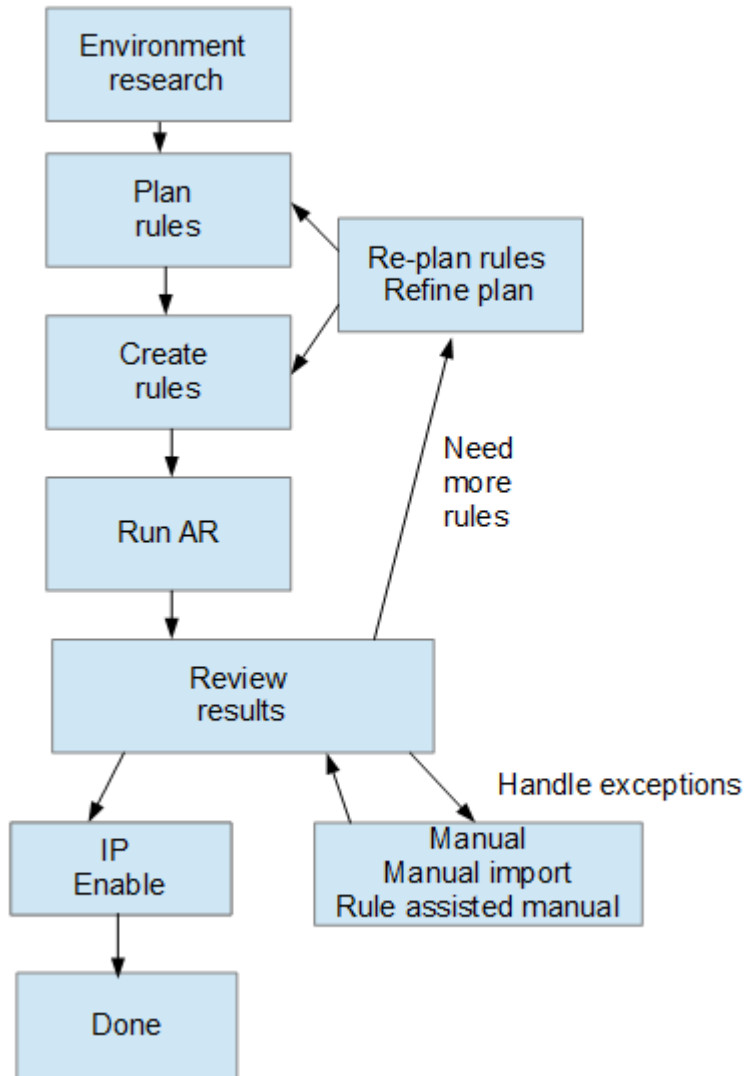 Environment
research
Plan
rules
Re-plan rules
Refine plan
Create
rules
Need
more
rules
Run AR
Review
results
Handle exceptions
IP
Enable
Manual
Manual import
Rule assisted manual
Done